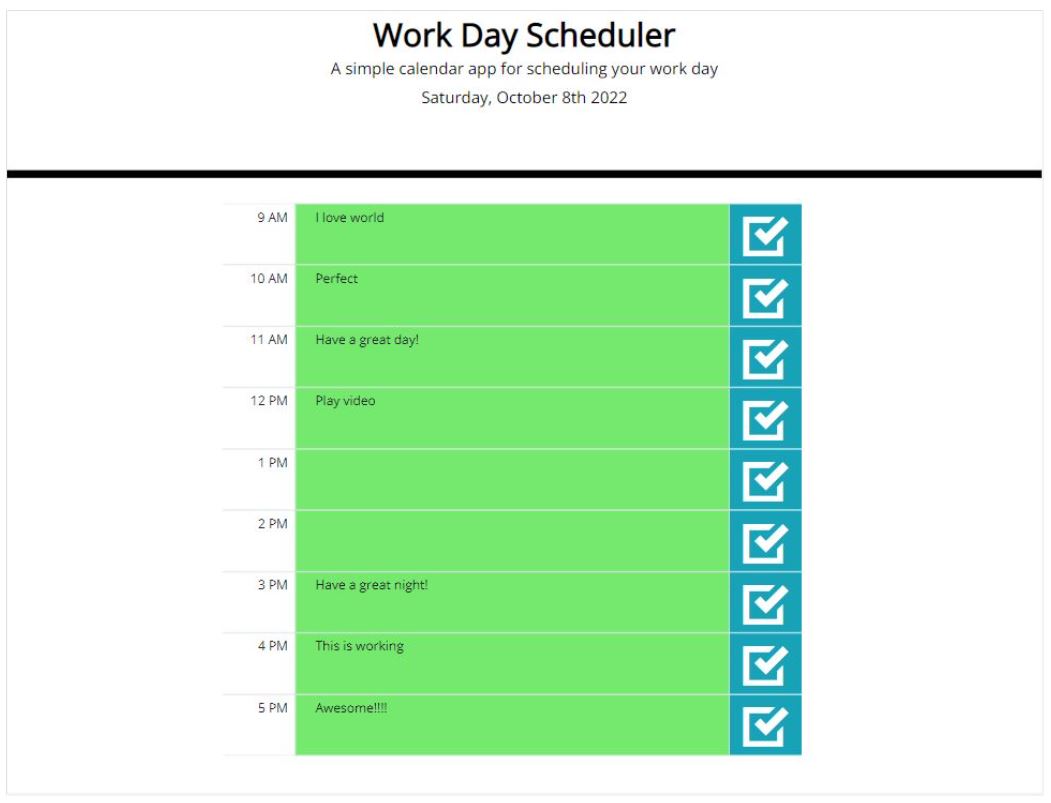 Work Day Scheduler
A simple calendar app for scheduling your work day
Saturday, October 8th 2022
9 AM I love world
10 AM Perfect
11 AM Have a great day!
12 PM Play video
1 PM
2 PM
3 PM Have a great night!
4 PM This is working
5 PM Awesome!!!!